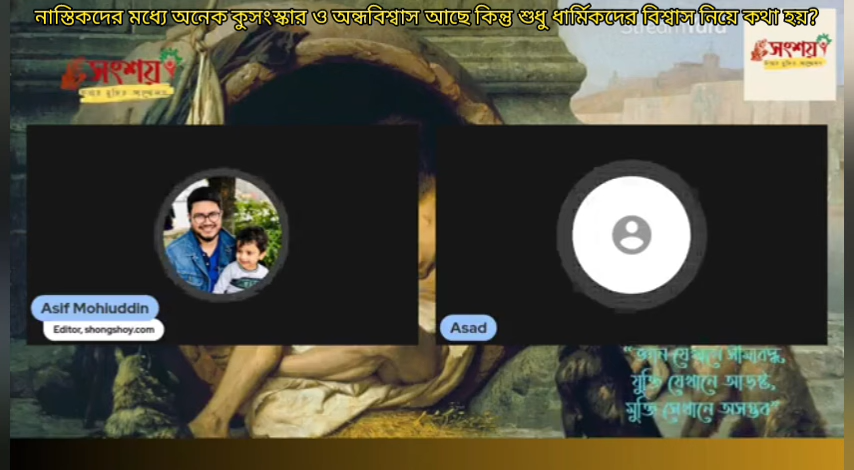 নাস্তিকদের মধ্যে অনেক কুসংস্কার ও অন্ধবিশ্বাস আছে কিন্তু শুধু ধার্মিকদের বিশ্বাস নিয়ে কথা হয়?
StreamYard
সংশয়
সংশয়
Asif Mohiuddin
Editor, shongshoy.com
Asad
"জ্ঞান যেখানে সীমাবদ্ধ,
যুক্তি যেখানে আড়ষ্ট,
মুক্তি সেখানে অসম্ভব"